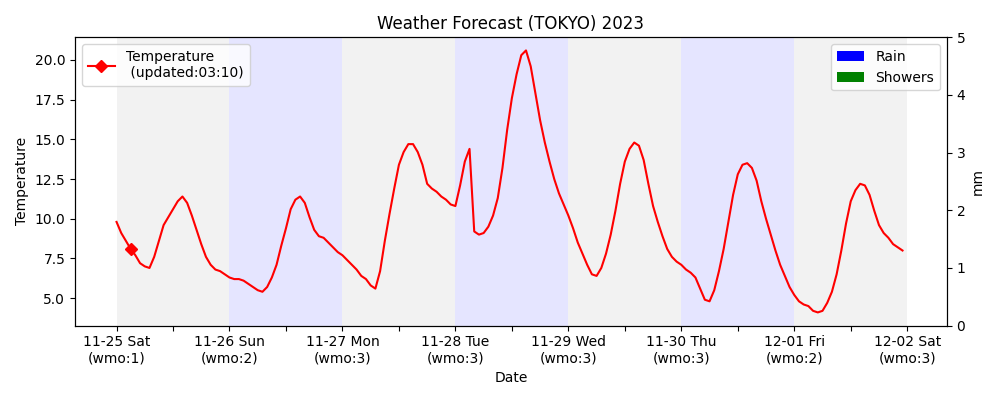 Weather Forecast (TOKYO) 2023
Temperature
(updated:03:10)
Rain
Showers
20.0
17.5
15.0
12.5
10.0
7.5
5.0
Temperature
5
4
3
2
1
0
mm
11-25 Sat
(wmo:1)
11-26 Sun
(wmo:2)
11-27 Mon
(wmo:3)
11-28 Tue
(wmo:3)
11-29 Wed
(wmo:3)
11-30 Thu
(wmo:3)
12-01 Fri
(wmo:2)
12-02 Sat
(wmo:3)
Date